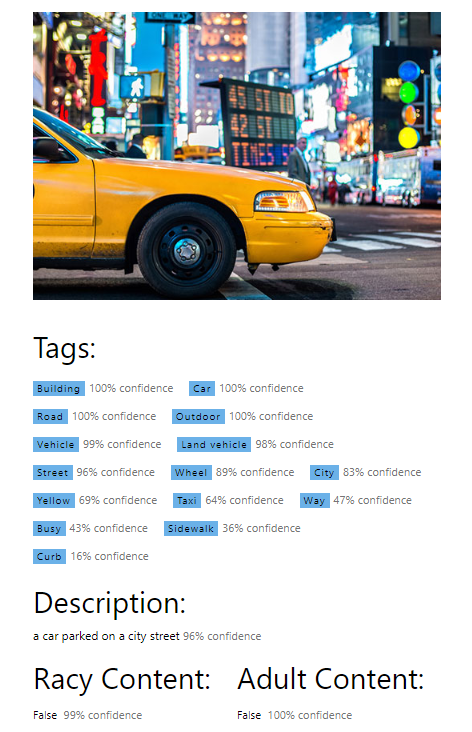 ONE WAY
Tags:
Building 100% confidence Car 100% confidence
Road 100% confidence Outdoor 100% confidence
Vehicle 99% confidence Land vehicle 98% confidence
Street 96% confidence Wheel 89% confidence City 83% confidence
Yellow 69% confidence Taxi 64% confidence Way 47% confidence
Busy 43% confidence Sidewalk 36% confidence
Curb 16% confidence
Description:
a car parked on a city street 96% confidence
Racy Content: Adult Content:
False 99% confidence False 100% confidence